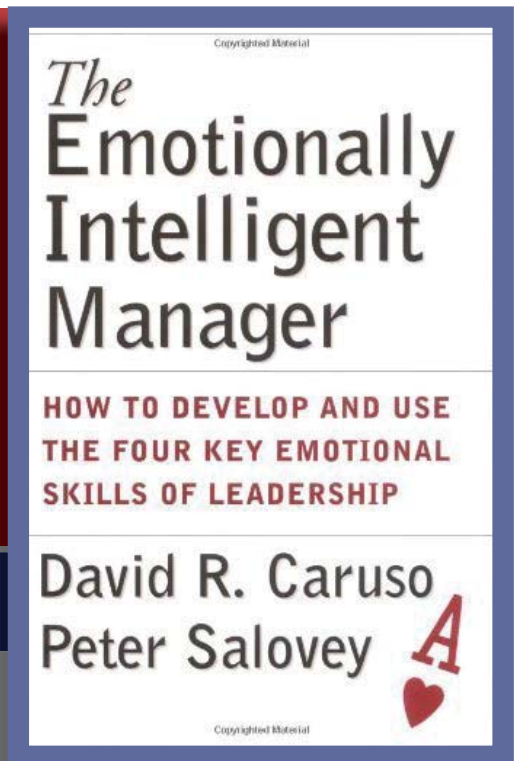 Copyrighted Material
The
Emotionally
Intelligent
Manager
HOW TO DEVELOP AND USE
THE FOUR KEY EMOTIONAL
SKILLS OF LEADERSHIP
David R. Caruso
Peter Salovey
A
Copyrighted Material